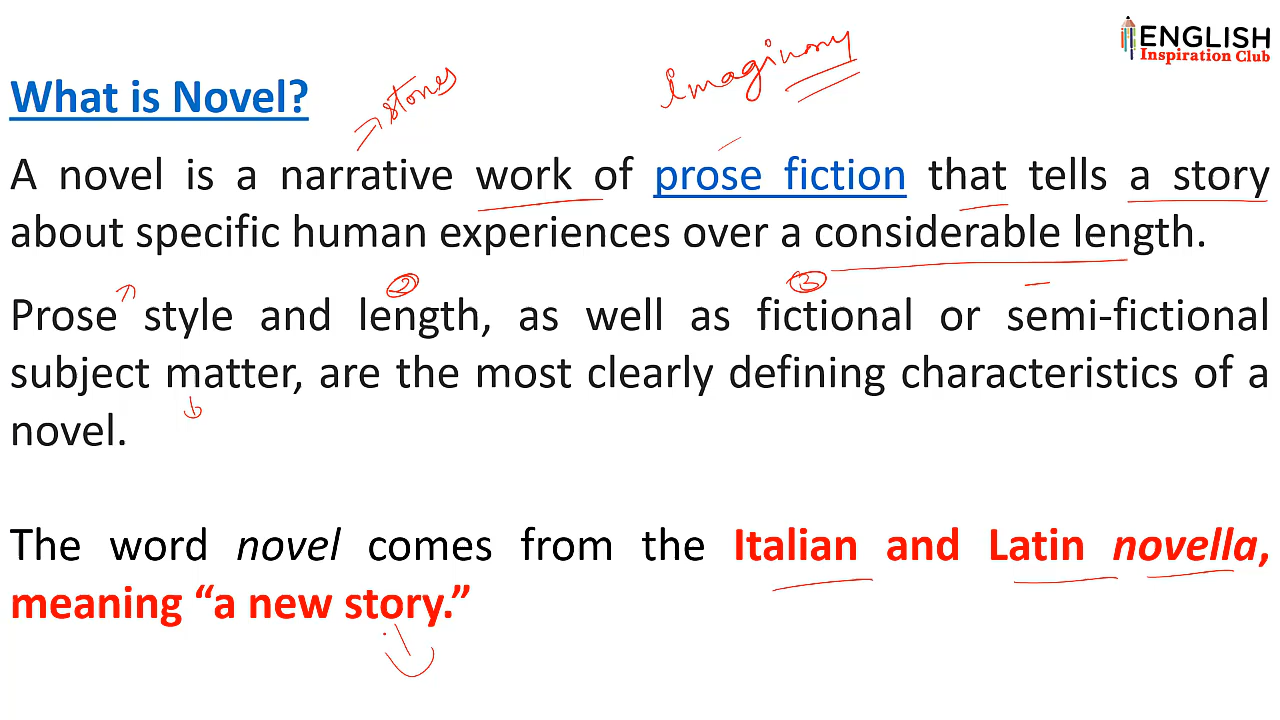 ENGLISH
Inspiration Club
imaginary
What is Novel?
stories
A novel is a narrative work of prose fiction that tells a story
about specific human experiences over a considerable length.
2 3
Prose style and length, as well as fictional or semi-fictional
subject matter, are the most clearly defining characteristics of a
novel.
The word novel comes from the Italian and Latin novella,
meaning “a new story.”